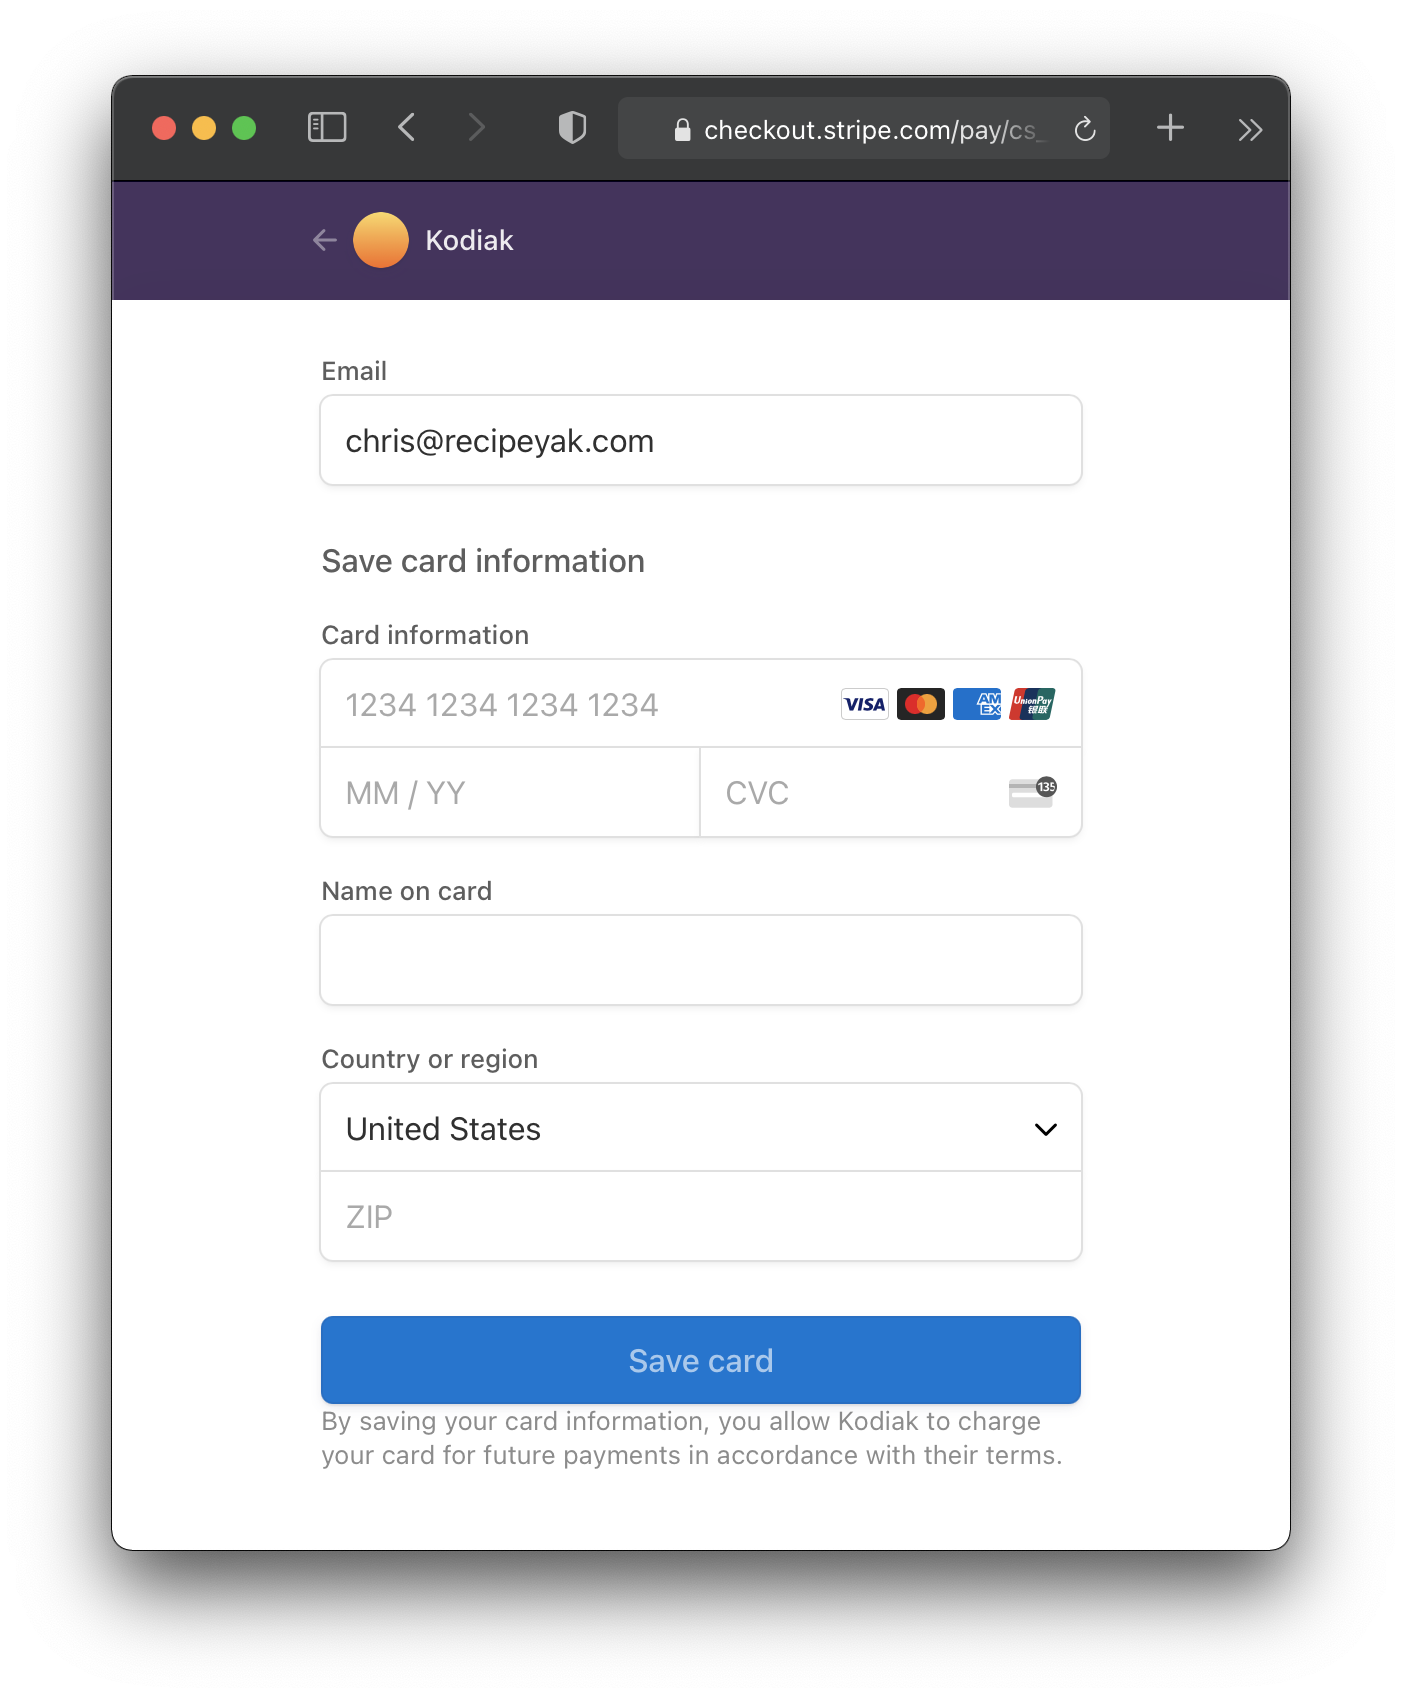 checkout.stripe.com/pay/cs_
Kodiak
Email
chris@recipeyak.com
Save card information
Card information
1234 1234 1234 1234
VISA
AM
EX
UnionPay
银联
MM / YY
CVC
135
Name on card
Country or region
United States
ZIP
Save card
By saving your card information, you allow Kodiak to charge
your card for future payments in accordance with their terms.